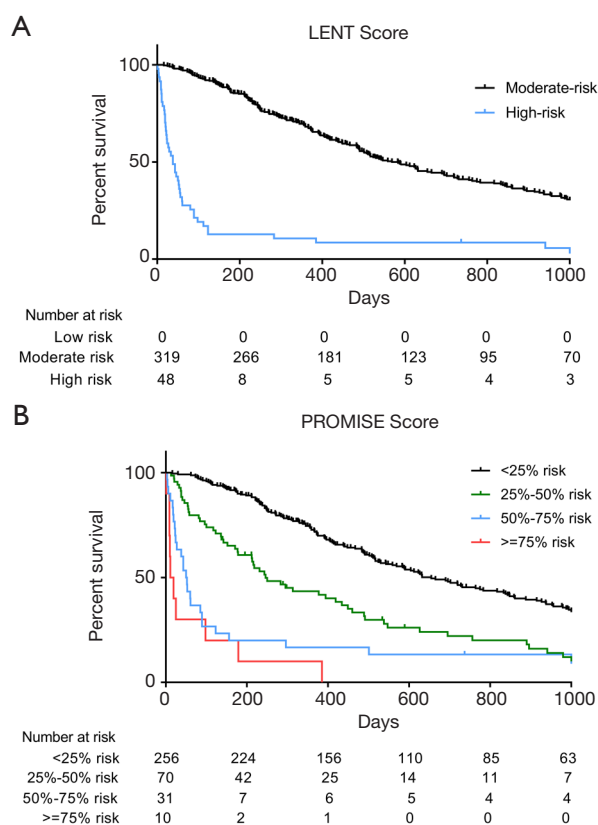 A
LENT Score
100
50
0
Percent survival
Moderate-risk
High-risk
0 200 400 600 800 1000
Days
Number at risk
Low risk 0 0 0 0 0 0
Moderate risk 319 266 181 123 95 70
High risk 48 8 5 5 4 3
B
PROMISE Score
100
50
0
Percent survival
<25% risk
25%-50% risk
50%-75% risk
>=75% risk
0 200 400 600 800 1000
Days
Number at risk
<25% risk 256 224 156 110 85 63
25%-50% risk 70 42 25 14 11 7
50%-75% risk 31 7 6 5 4 4
>=75% risk 10 2 1 0 0 0